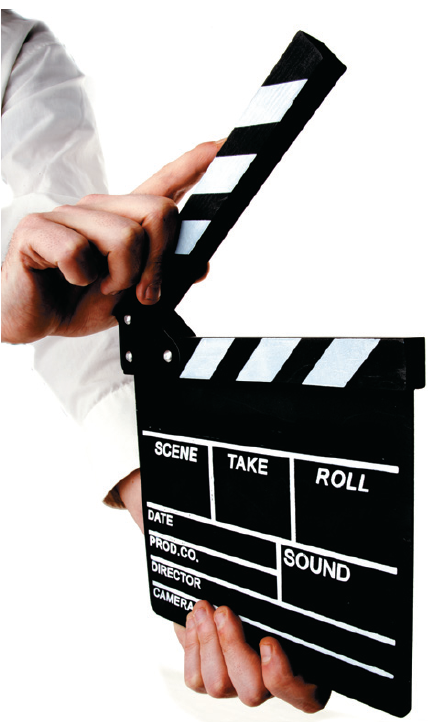 SCENE TAKE ROLL
DATE
PROD.CO.
SOUND
DIRECTOR
CAMERA